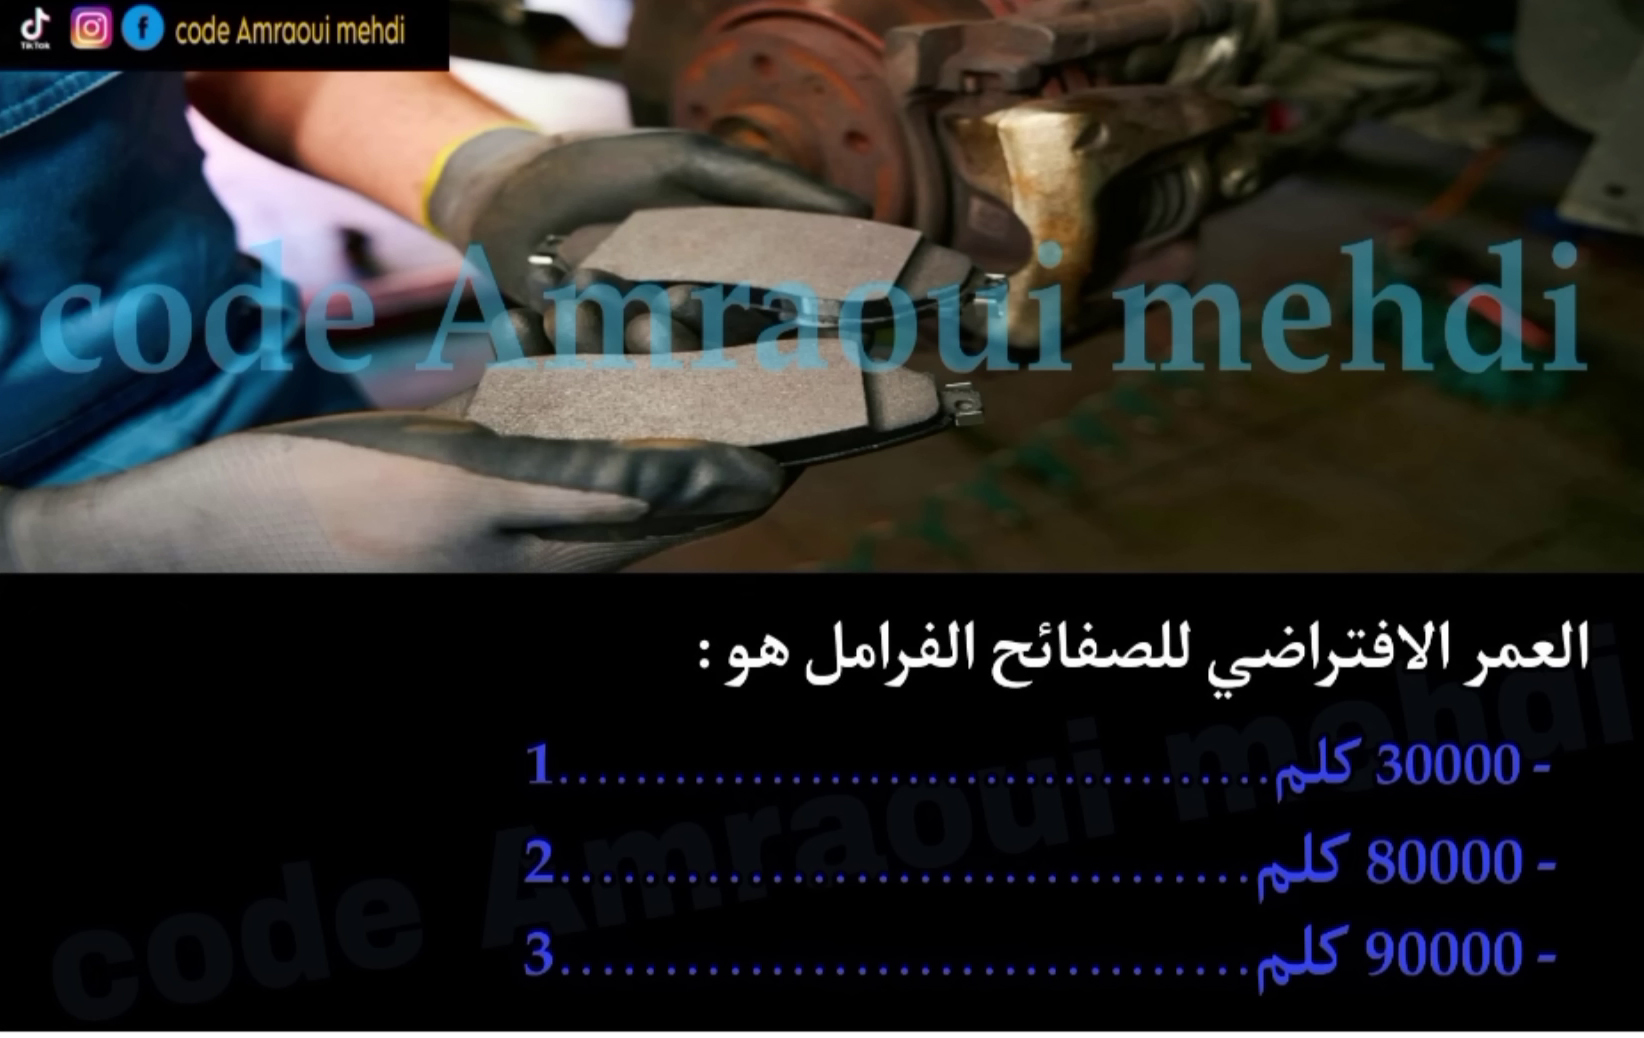 TikTok
code Amraoui mehdi
code Amraoui mehdi
العمر الافتراضي للصفائح الفرامل هو :
- 30000 كلم....................................1
- 80000 كلم...................................2
- 90000 كلم...................................3
code Amraoui mehdi